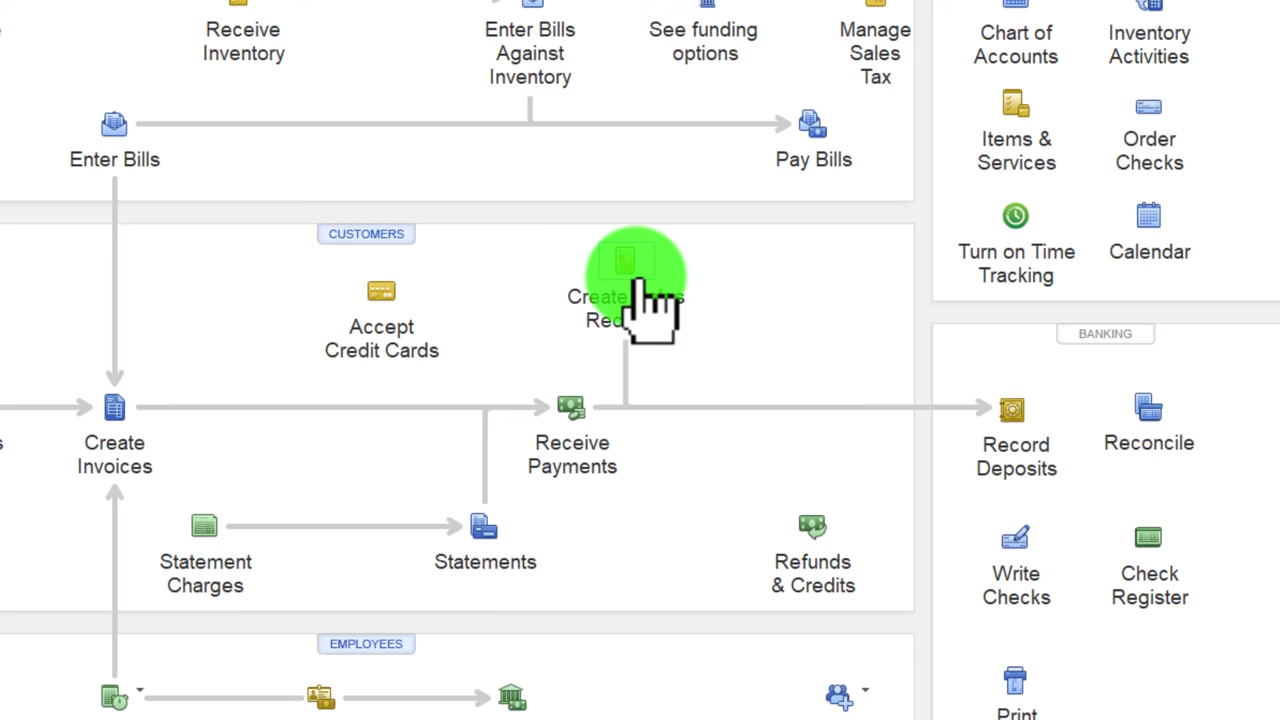 Receive
Inventory
Enter Bills
Against
Inventory
See funding
options
Manage
Sales
Tax
Chart of
Accounts
Inventory
Activities
Enter Bills
Pay Bills
Items &
Services
Order
Checks
Turn on Time
Tracking
Calendar
CUSTOMERS
Accept
Credit Cards
Create
BANKING
Create
Invoices
Receive
Payments
Record
Deposits
Reconcile
Statement
Charges
Statements
Refunds
& Credits
Write
Checks
Check
Register
EMPLOYEES
Print